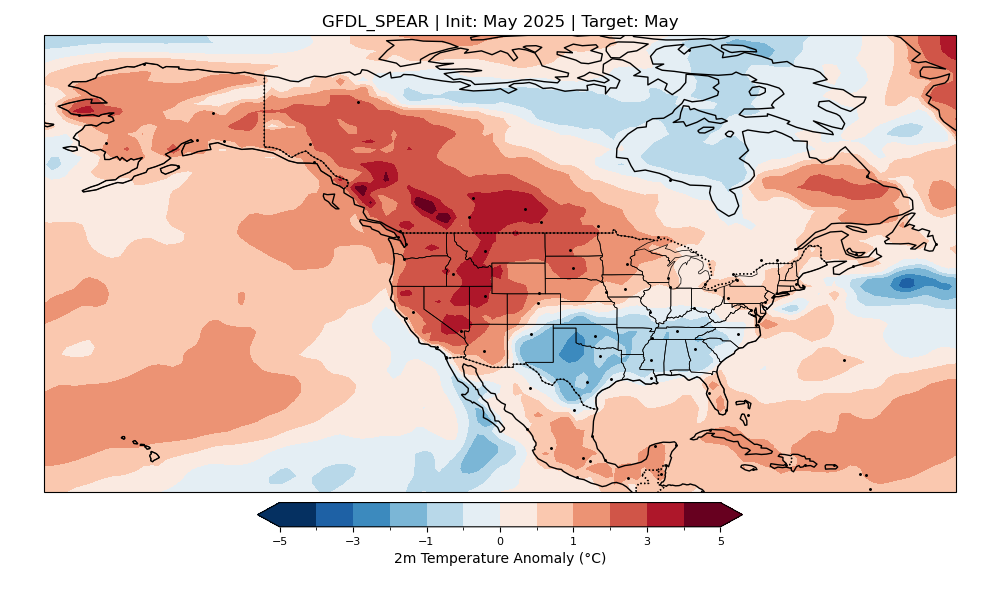 GFDL_SPEAR | Init: May 2025 | Target: May
−5 −3 −1 0 1 3 5
2m Temperature Anomaly (°C)